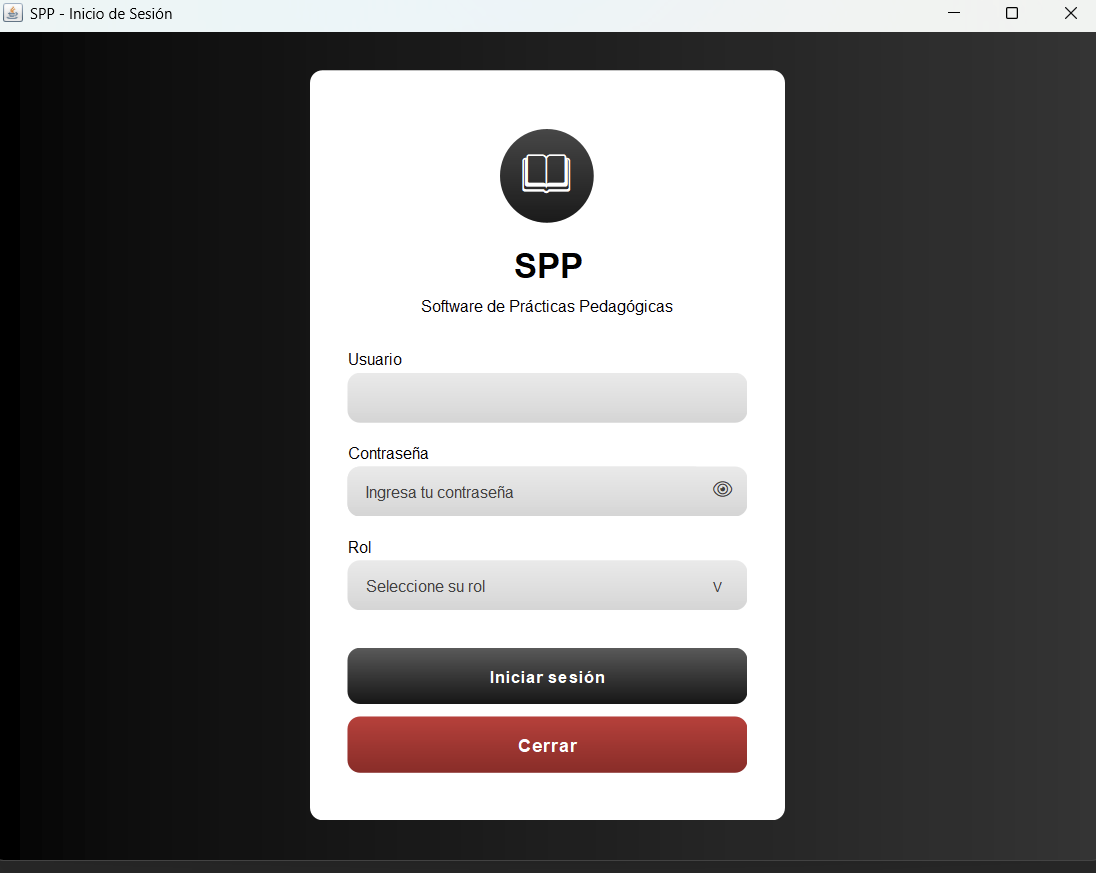 SPP - Inicio de Sesión
SPP
Software de Prácticas Pedagógicas
Usuario
Contraseña
Ingresa tu contraseña
Rol
Seleccione su rol V
Iniciar sesión
Cerrar